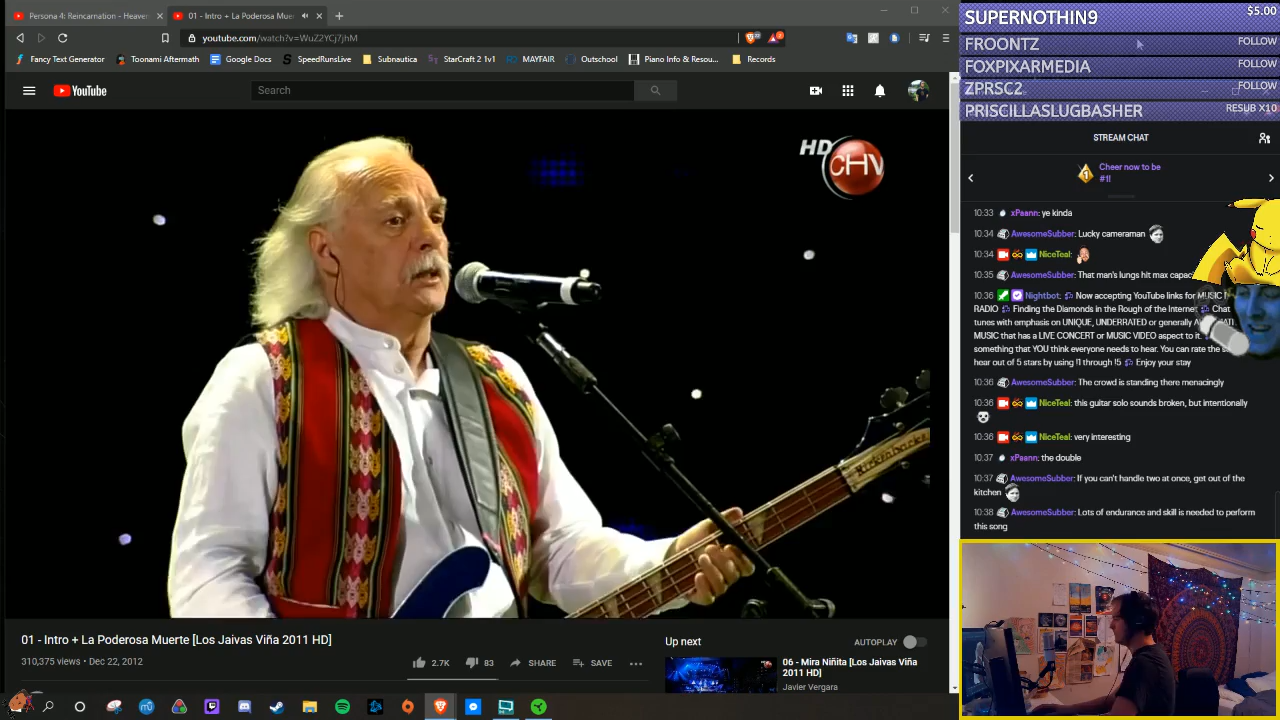 Persona 4: Reincarnation - Heaven
01 - Intro + La Poderosa Muer
youtube.com/watch?v=WuZ2YCj7jhM
Fancy Text Generator
Toonami Aftermath
Google Docs
SpeedRunsLive
Subnautica
StarCraft 2 1v1
MAYFAIR
Outschool
Piano Info & Resou...
Records
YouTube
Search
HD
CHV
Rickenbacker
01 - Intro + La Poderosa Muerte [Los Jaivas Viña 2011 HD]
310,375 views • Dec 22, 2012
2.7K
83
SHARE
SAVE
Up next
AUTOPLAY
06 - Mira Niñita [Los Jaivas Viña
2011 HD]
Javier Vergara
SUPERNOTHIN9 $5.00
FROONTZ FOLLOW
FOXPIXARMEDIA FOLLOW
ZPRSC2 FOLLOW
PRISCILLASLUGBASHER RESUB X10
STREAM CHAT
1
Cheer now to be
#1!
10:33 xPaann: ye kinda
10:34 AwesomeSubber: Lucky cameraman
10:34 NiceTeal:
10:35 AwesomeSubber: That man's lungs hit max capac
10:36 Nightbot: Now accepting YouTube links for MUSIC
RADIO Finding the Diamonds in the Rough of the Internet Chat
tunes with emphasis on UNIQUE, UNDERRATED or generally
MUSIC that has a LIVE CONCERT or MUSIC VIDEO aspect to it.
something that YOU think everyone needs to hear. You can rate the
hear out of 5 stars by using !1 through !5 Enjoy your stay
10:36 AwesomeSubber: The crowd is standing there menacingly
10:36 NiceTeal: this guitar solo sounds broken, but intentionally
10:36 NiceTeal: very interesting
10:37 xPaann: the double
10:37 AwesomeSubber: If you can't handle two at once, get out of the
kitchen
10:38 AwesomeSubber: Lots of endurance and skill is needed to perform
this song